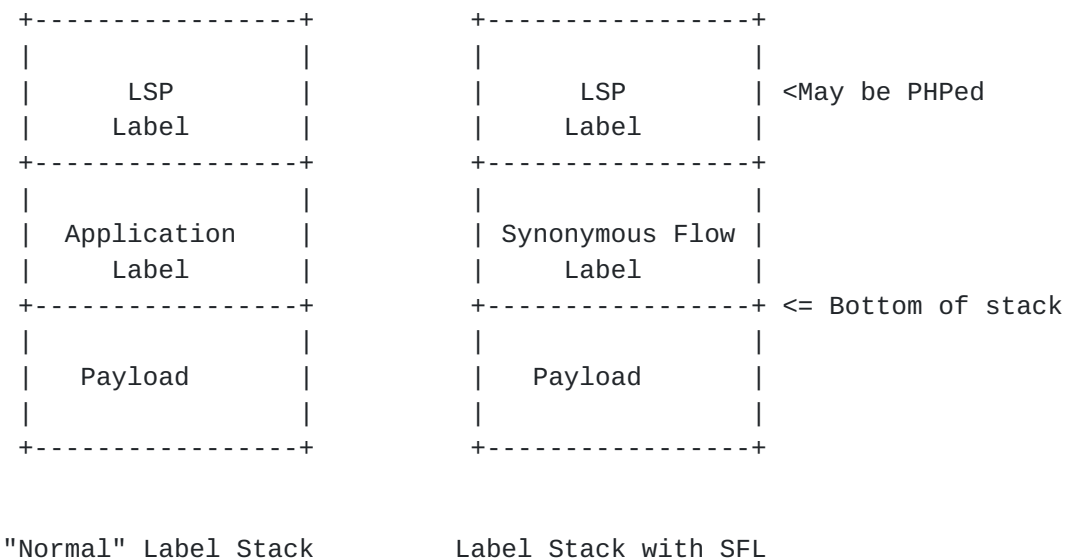 +-----------------+          +-----------------+
|                 |          |                 |
|      LSP        |          |      LSP        | <May be PHPed
|     Label       |          |     Label       |
+-----------------+          +-----------------+
|                 |          |                 |
|  Application    |          | Synonymous Flow |
|     Label       |          |     Label       |
+-----------------+          +-----------------+ <= Bottom of stack
|                 |          |                 |
|   Payload       |          |   Payload       |
|                 |          |                 |
+-----------------+          +-----------------+
"Normal" Label Stack         Label Stack with SFL